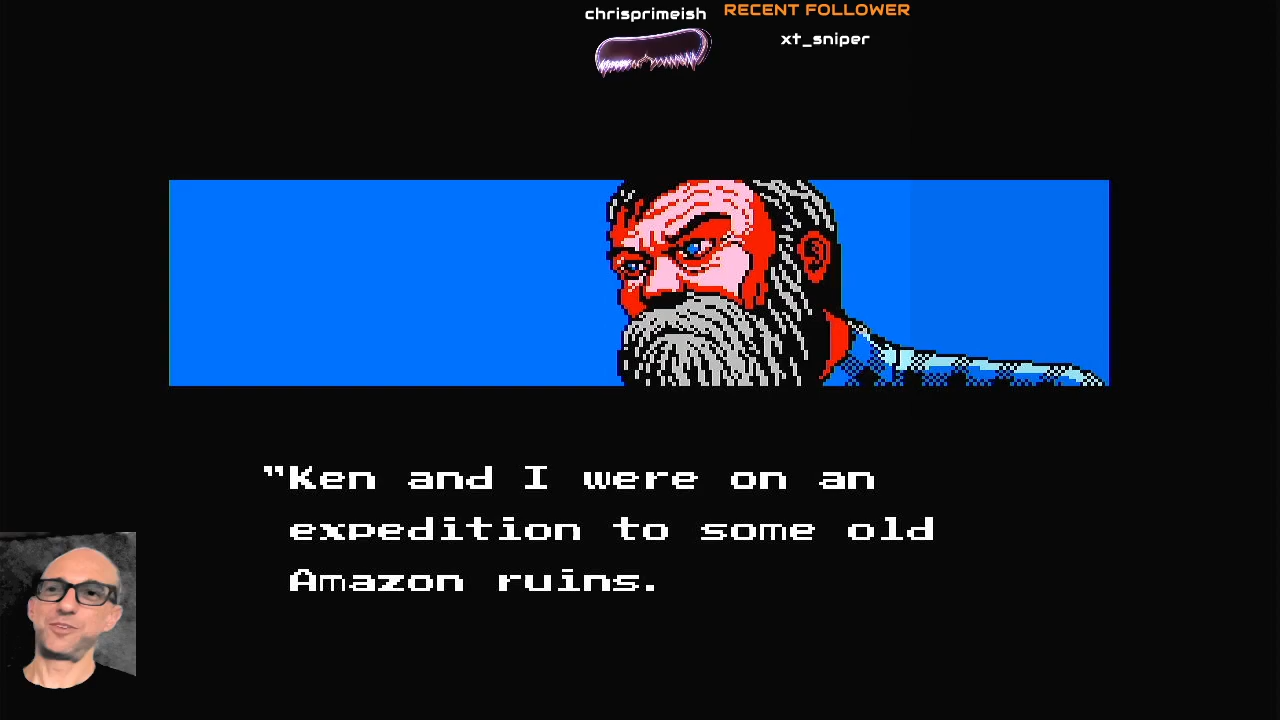 chrisprimeish
RECENT FOLLOWER
xt_sniper
"Ken and I were on an
expedition to some old
Amazon ruins.